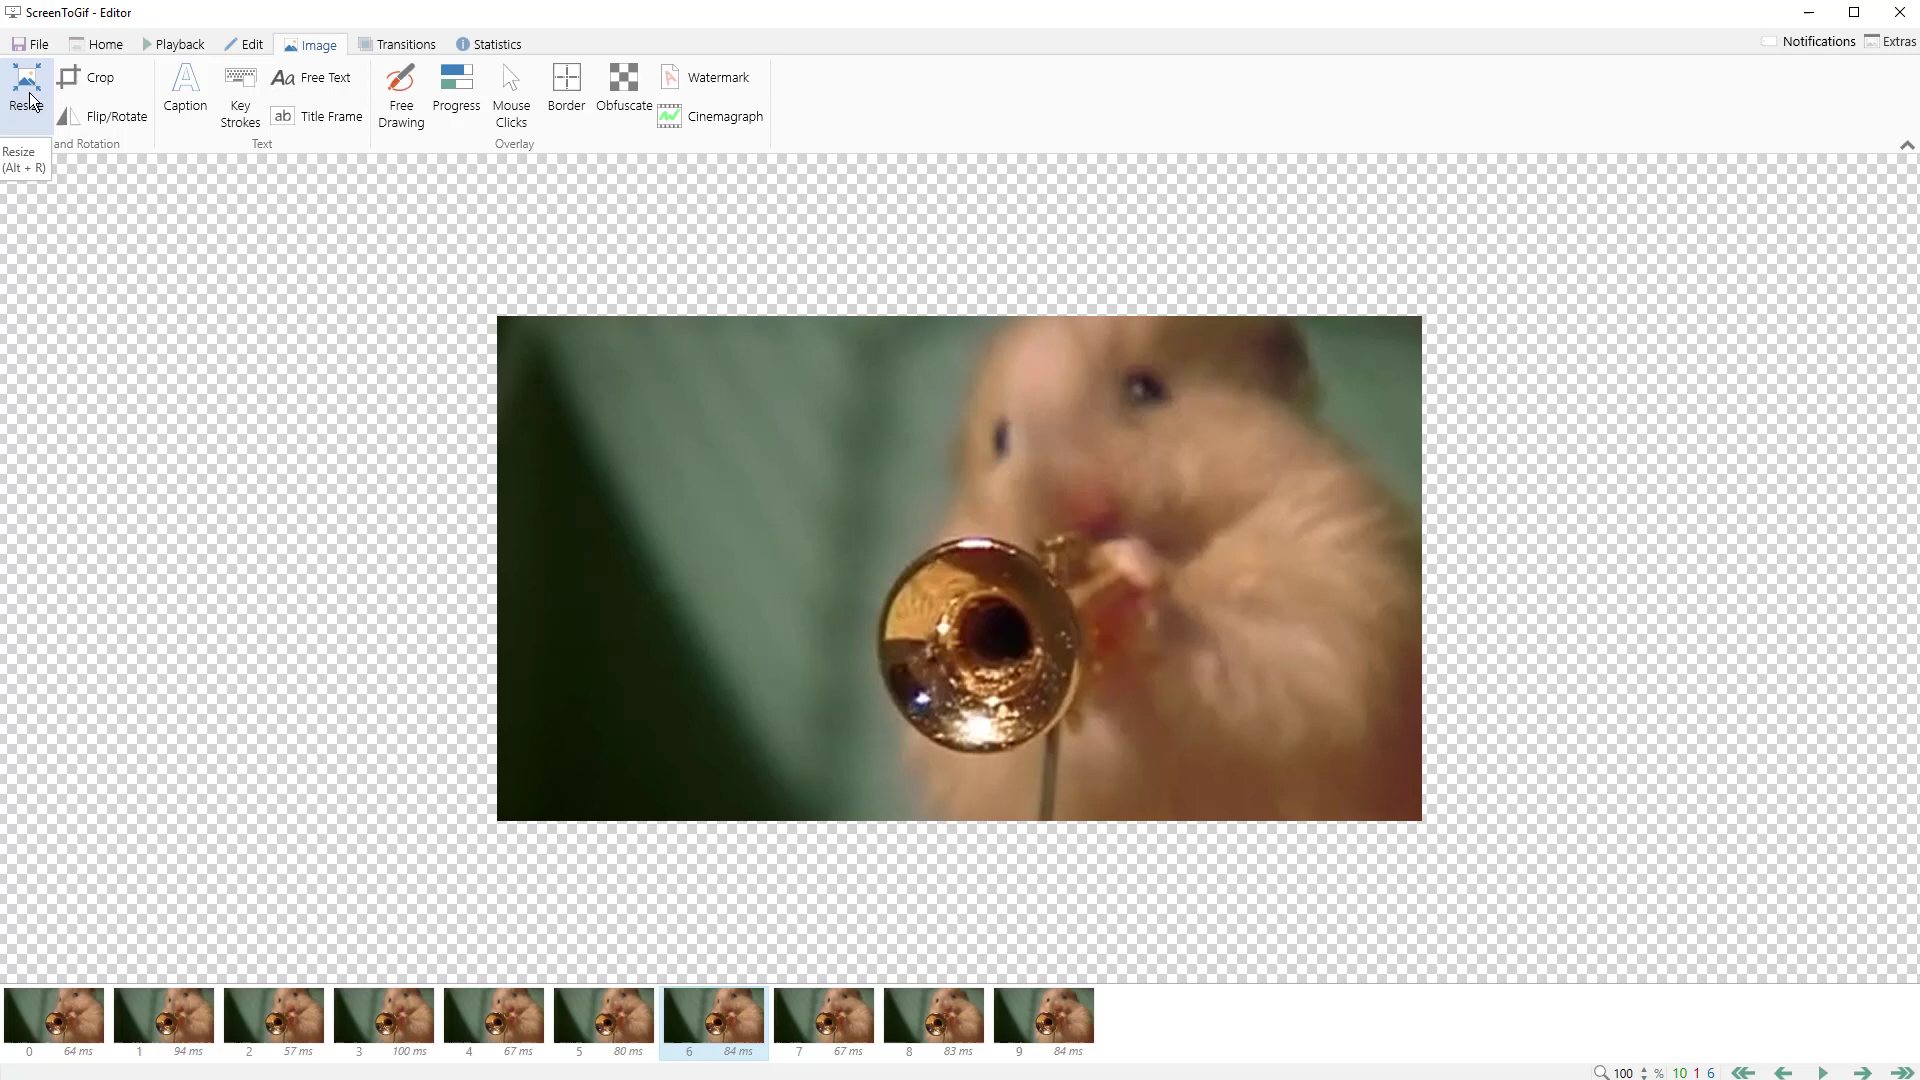 ScreenToGif - Editor
File Home Playback Edit Image Transitions Statistics Notifications Extras
Resize Crop Flip/Rotate
Caption Key Strokes Free Text Title Frame
Free Drawing Progress Mouse Clicks Border Obfuscate Watermark Cinemagraph
and Rotation Text Overlay
Resize
(Alt + R)
0 64 ms 1 94 ms 2 57 ms 3 100 ms 4 67 ms 5 80 ms 6 84 ms 7 67 ms 8 83 ms 9 84 ms
100 % 10 1 6